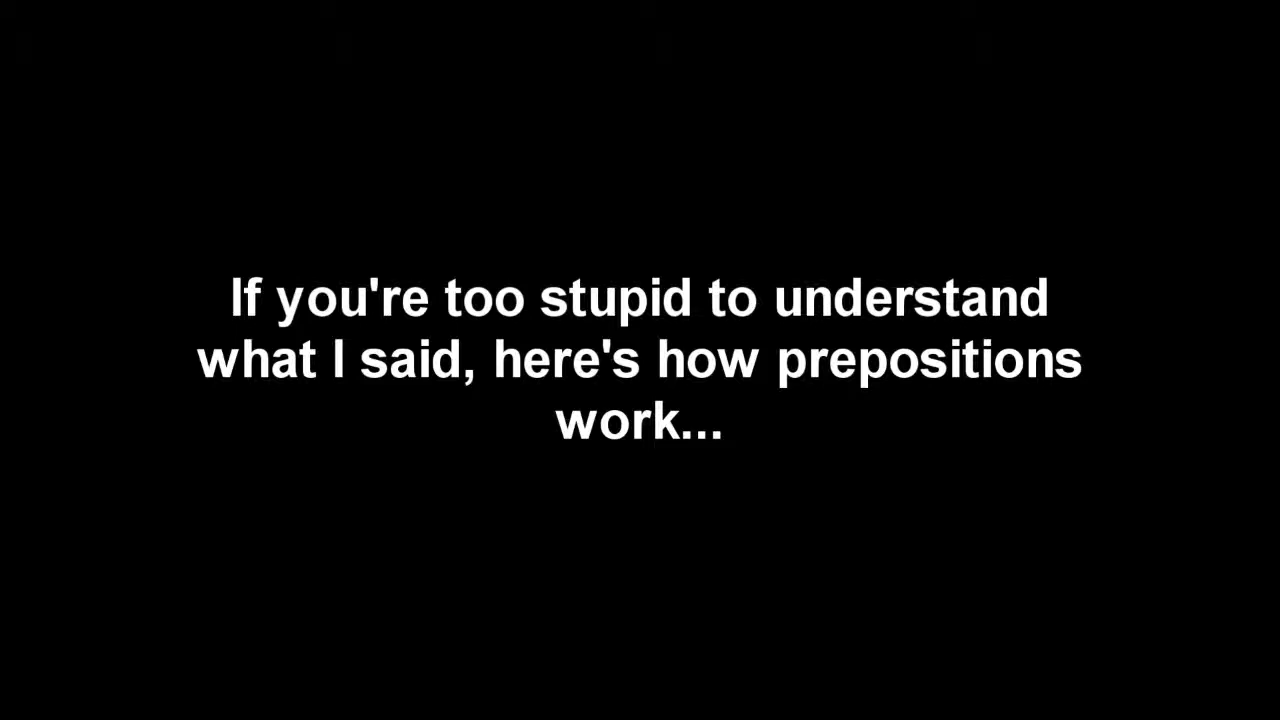 If you're too stupid to understand
what I said, here's how prepositions
work...